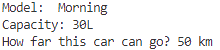 Model:  Morning
Capacity: 30L
How far this car can go? 50 km